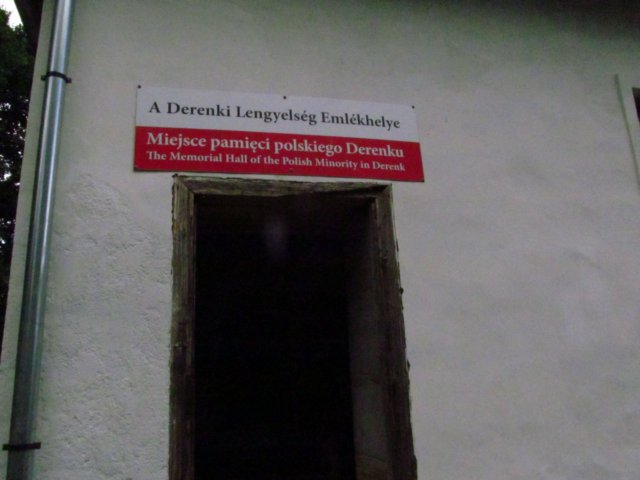 A Derenki Lengyelség Emlékhelye
Miejsce pamięci polskiego Derenku
The Memorial Hall of the Polish Minority in Derenk